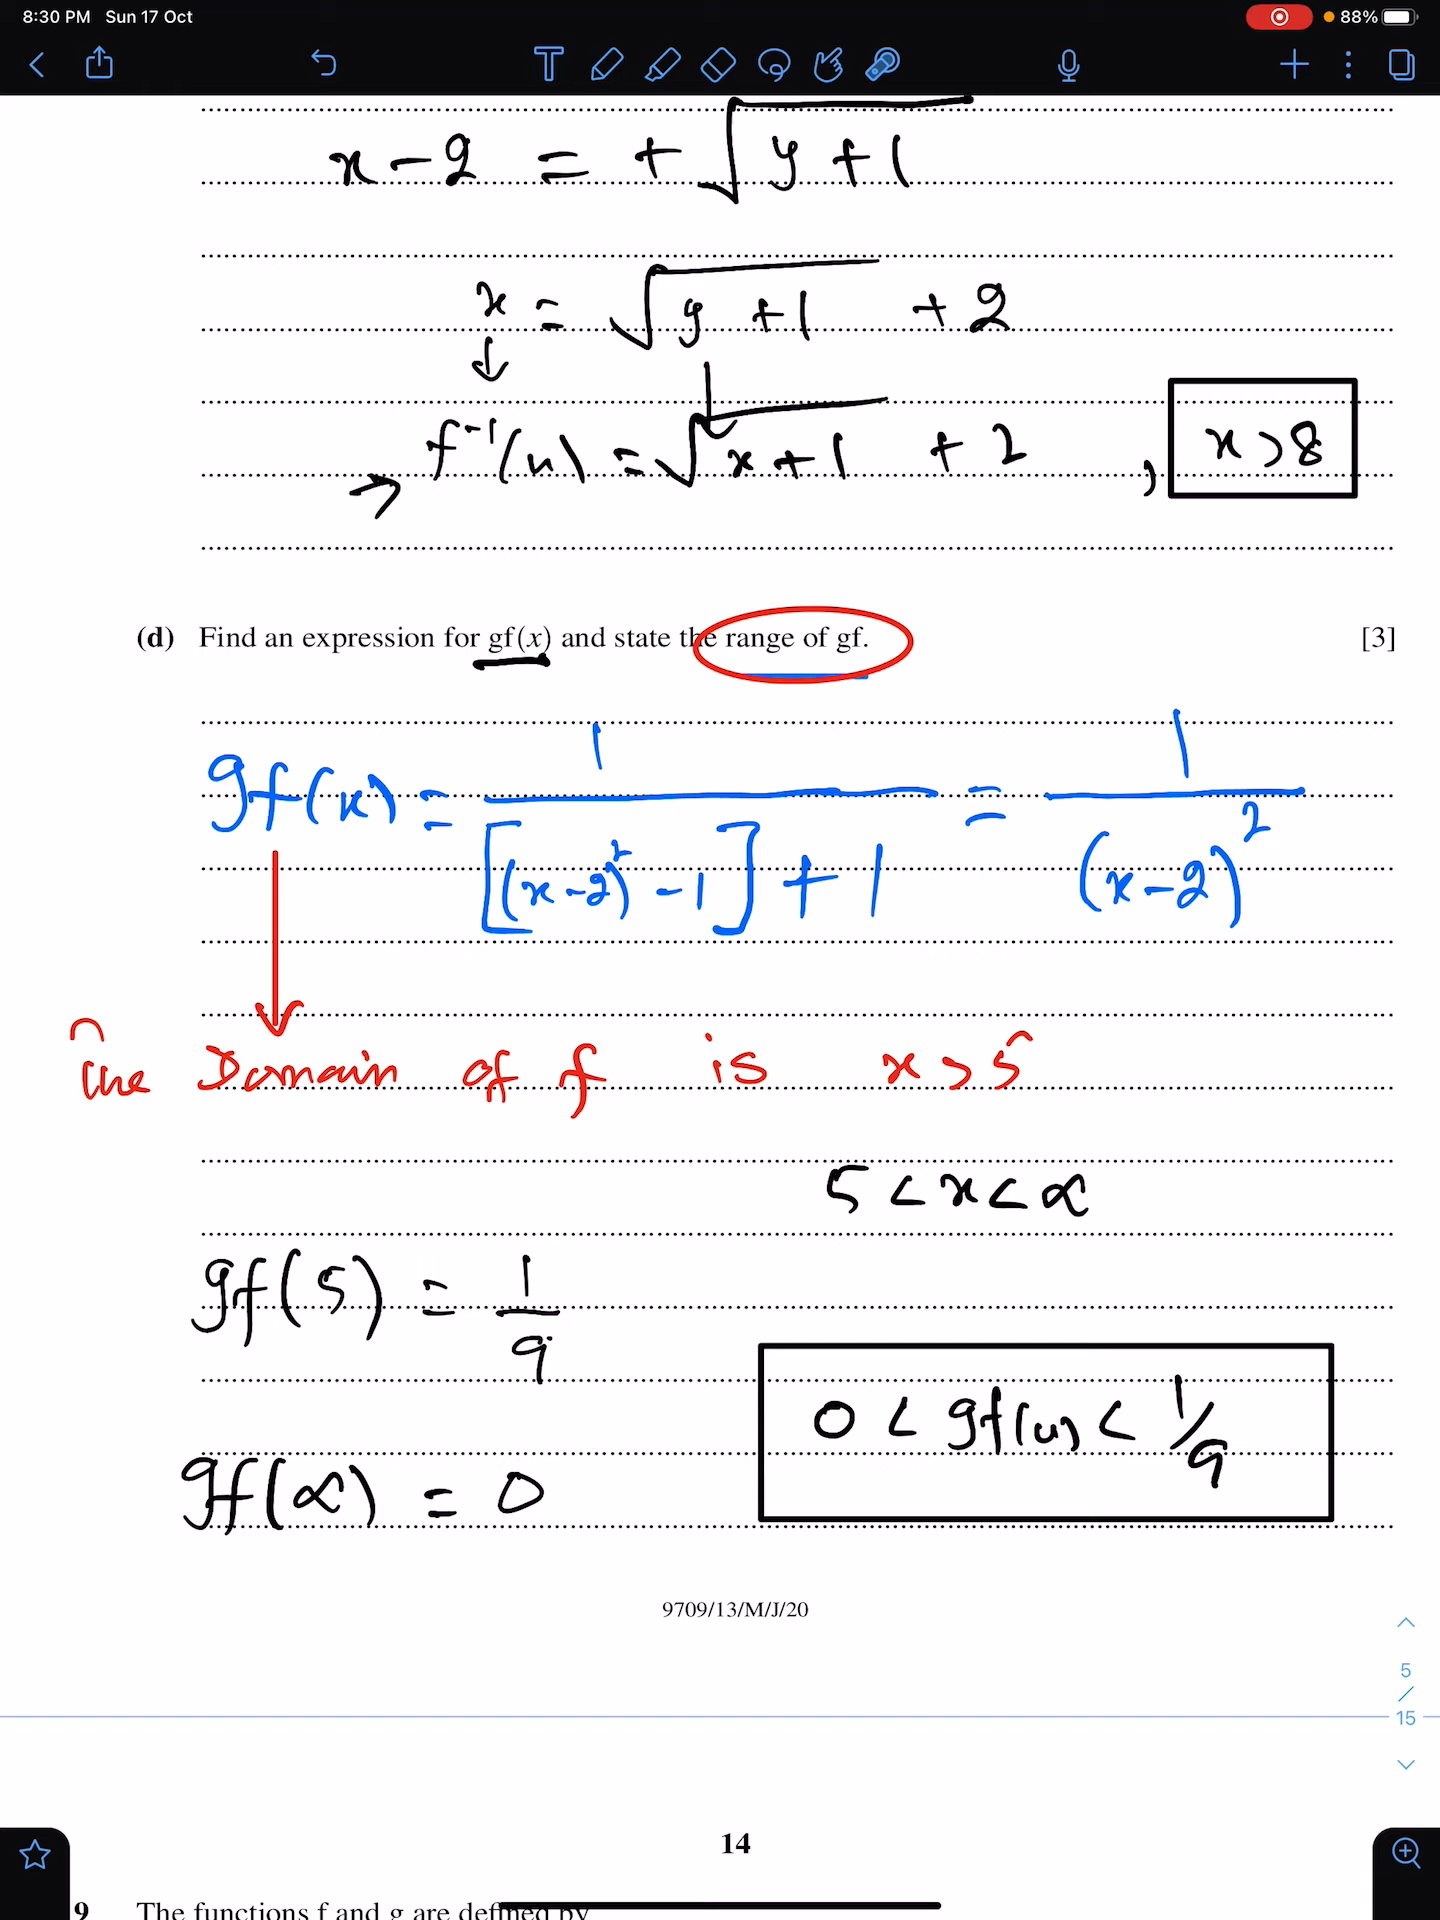 8:30 PM Sun 17 Oct 88%
x - 2 = + √(y + 1)
x = √(y + 1) + 2
f⁻¹(x) = √(x + 1) + 2 , x > 8
(d) Find an expression for gf(x) and state the range of gf. [3]
gf(x) = 1/([(x - 2)² - 1] + 1) = 1/(x - 2)²
The Domain of f is x > 5
5 < x < ∝
gf(5) = 1/9
0 < gf(x) < 1/9
gf(∝) = 0
9709/13/M/J/20
5
/
15
14
9 The functions f and g are defined by